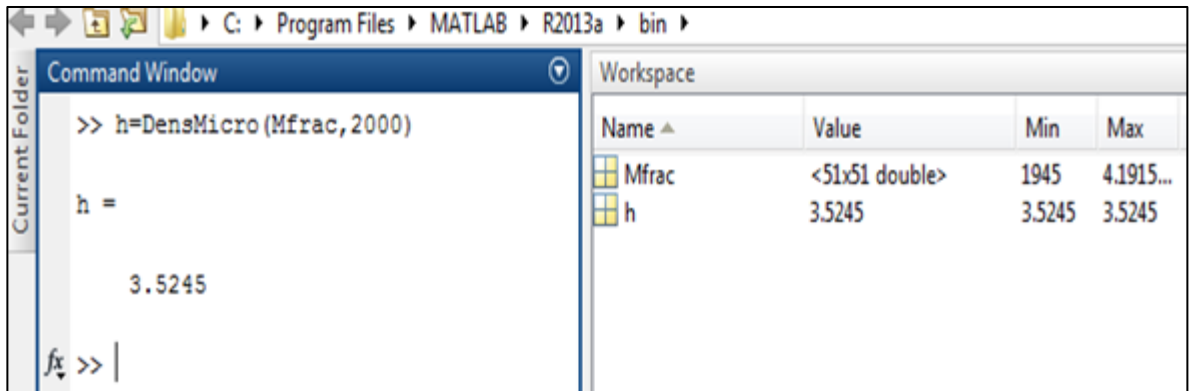 C: ▸ Program Files ▸ MATLAB ▸ R2013a ▸ bin ▸
Current Folder
Command Window
>> h=DensMicro(Mfrac,2000)
h =
3.5245
fx >>
Workspace
Name Value Min Max
Mfrac <51x51 double> 1945 4.1915...
h 3.5245 3.5245 3.5245